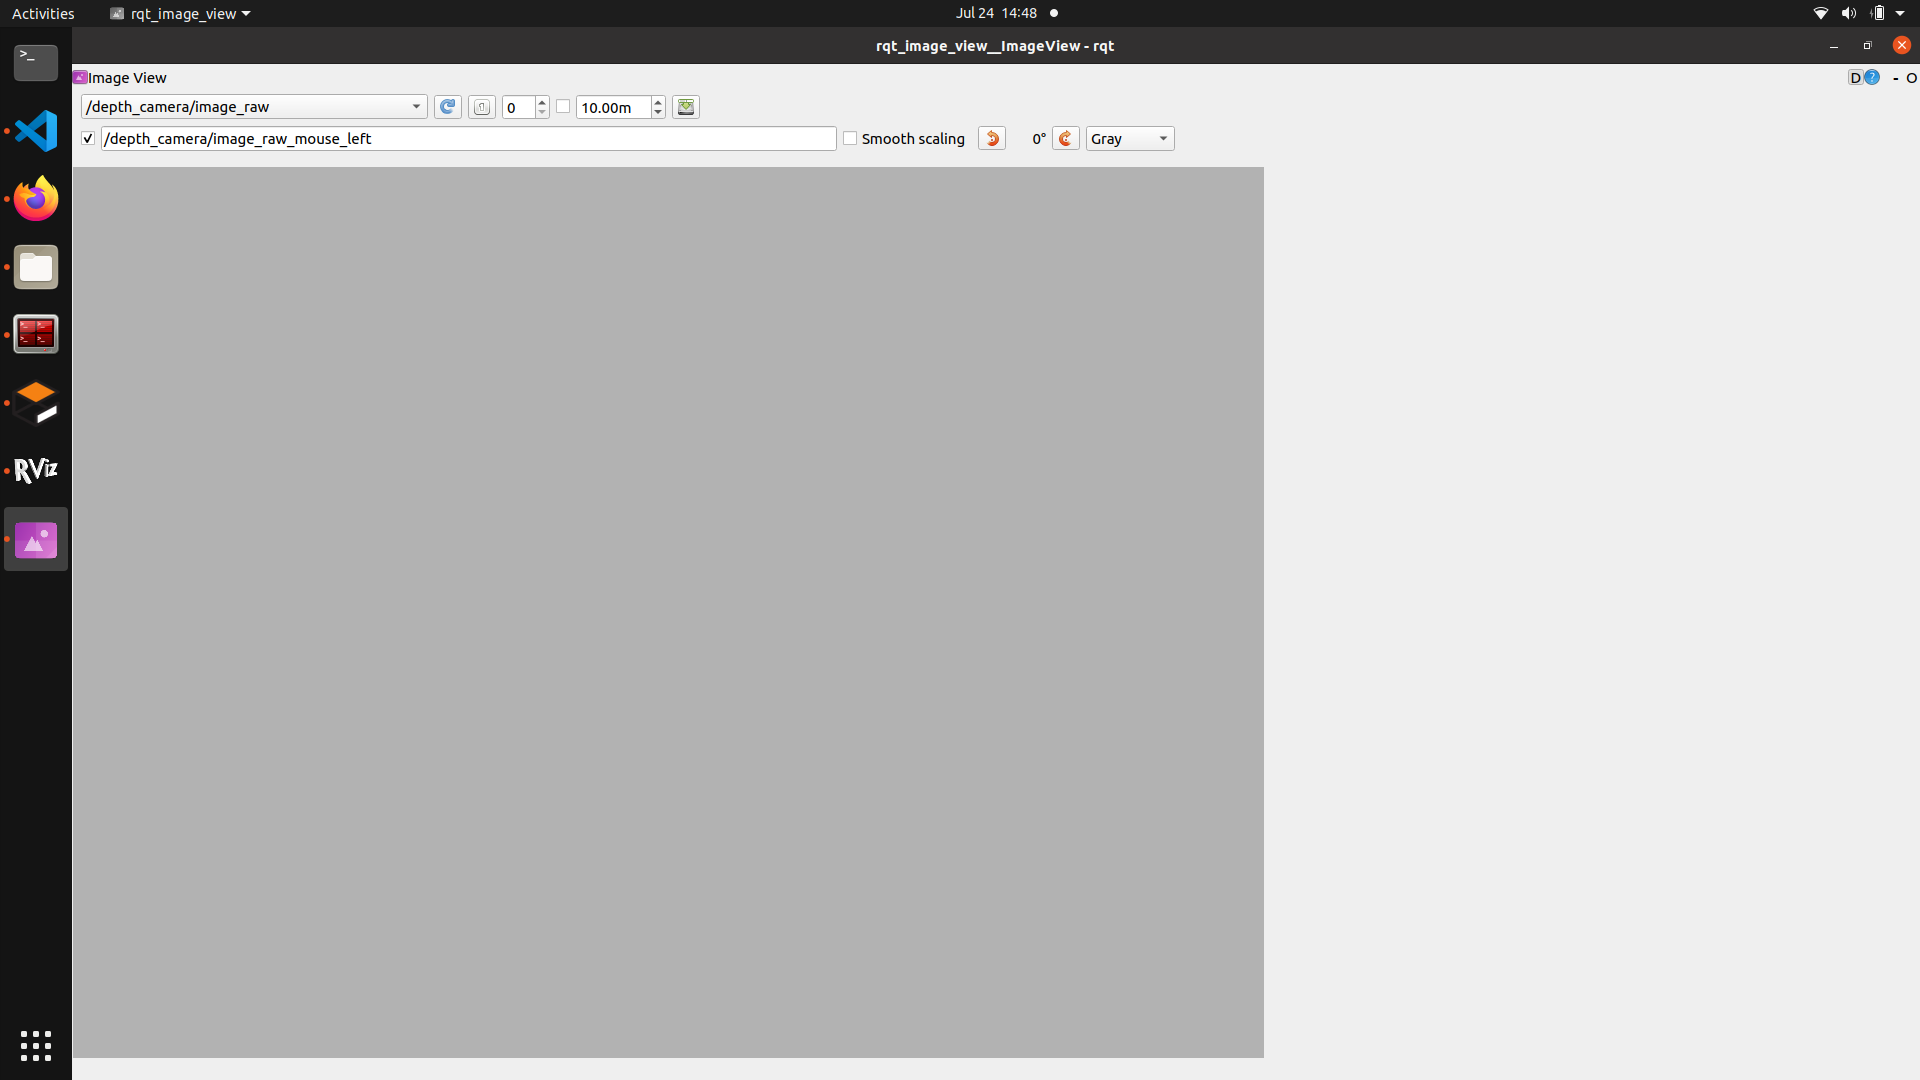 Activities rqt_image_view Jul 24 14:48
rqt_image_view__ImageView - rqt
Image View D ? - O
/depth_camera/image_raw 0 10.00m
/depth_camera/image_raw_mouse_left Smooth scaling 0° Gray
RViz